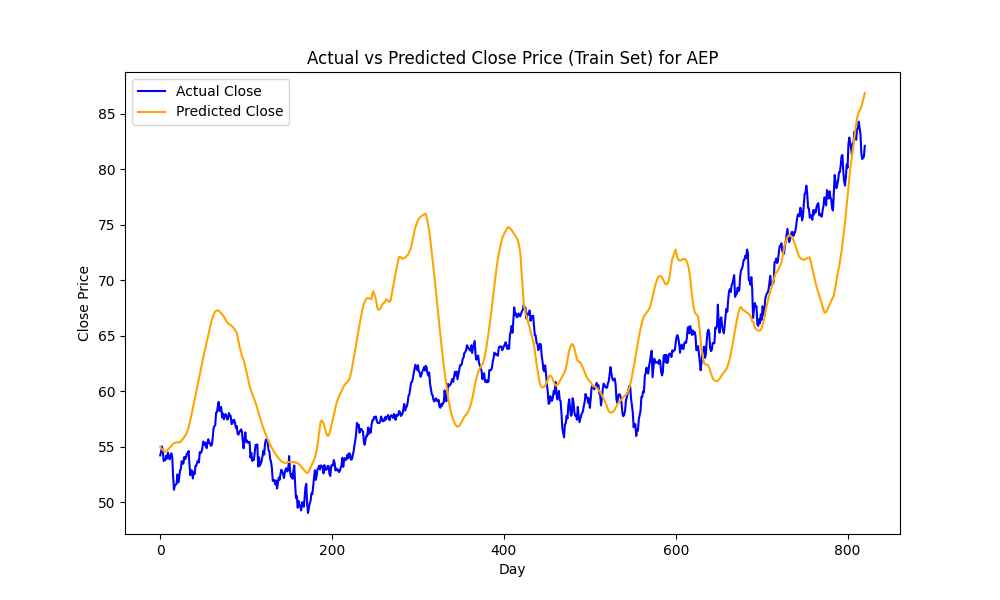 Actual vs Predicted Close Price (Train Set) for AEP
Actual Close
Predicted Close
Close Price
85
80
75
70
65
60
55
50
0 200 400 600 800
Day